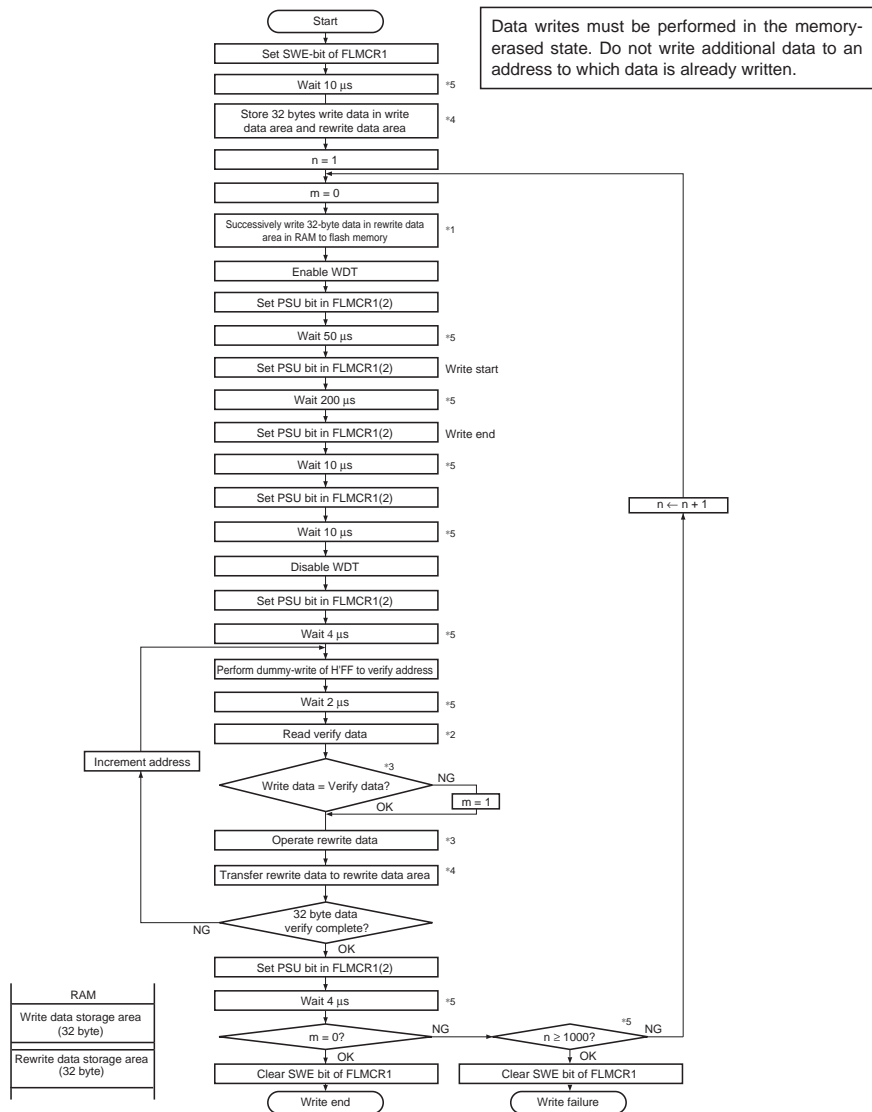 Start
Data writes must be performed in the memory-
erased state. Do not write additional data to an
address to which data is already written.
Set SWE-bit of FLMCR1
Wait 10 μs *5
Store 32 bytes write data in write
data area and rewrite data area *4
n = 1
m = 0
Successively write 32-byte data in rewrite data
area in RAM to flash memory *1
Enable WDT
Set PSU bit in FLMCR1(2)
Wait 50 μs *5
Set PSU bit in FLMCR1(2) Write start
Wait 200 μs *5
Set PSU bit in FLMCR1(2) Write end
Wait 10 μs *5
Set PSU bit in FLMCR1(2)
n ← n + 1
Wait 10 μs *5
Disable WDT
Set PSU bit in FLMCR1(2)
Wait 4 μs *5
Perform dummy-write of H'FF to verify address
Wait 2 μs *5
Read verify data *2
Increment address
*3
Write data = Verify data? NG
m = 1
OK
Operate rewrite data *3
Transfer rewrite data to rewrite data area *4
32 byte data
verify complete?
NG
OK
Set PSU bit in FLMCR1(2)
RAM
Wait 4 μs *5
Write data storage area
(32 byte)
m = 0? NG
*5
n ≥ 1000? NG
Rewrite data storage area
(32 byte)
OK
OK
Clear SWE bit of FLMCR1
Clear SWE bit of FLMCR1
Write end
Write failure